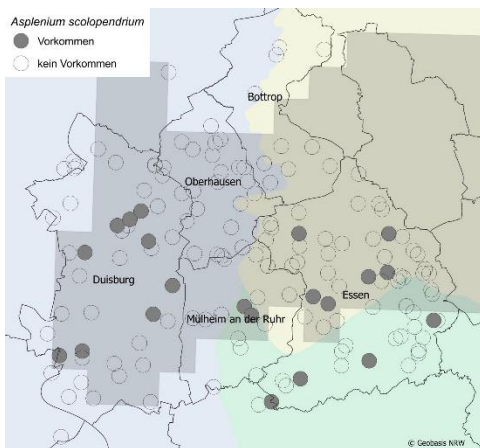 Asplenium scolopendrium
Vorkommen
kein Vorkommen
Bottrop
Oberhausen
Duisburg
Essen
Mülheim an der Ruhr
© Geobasis NRW